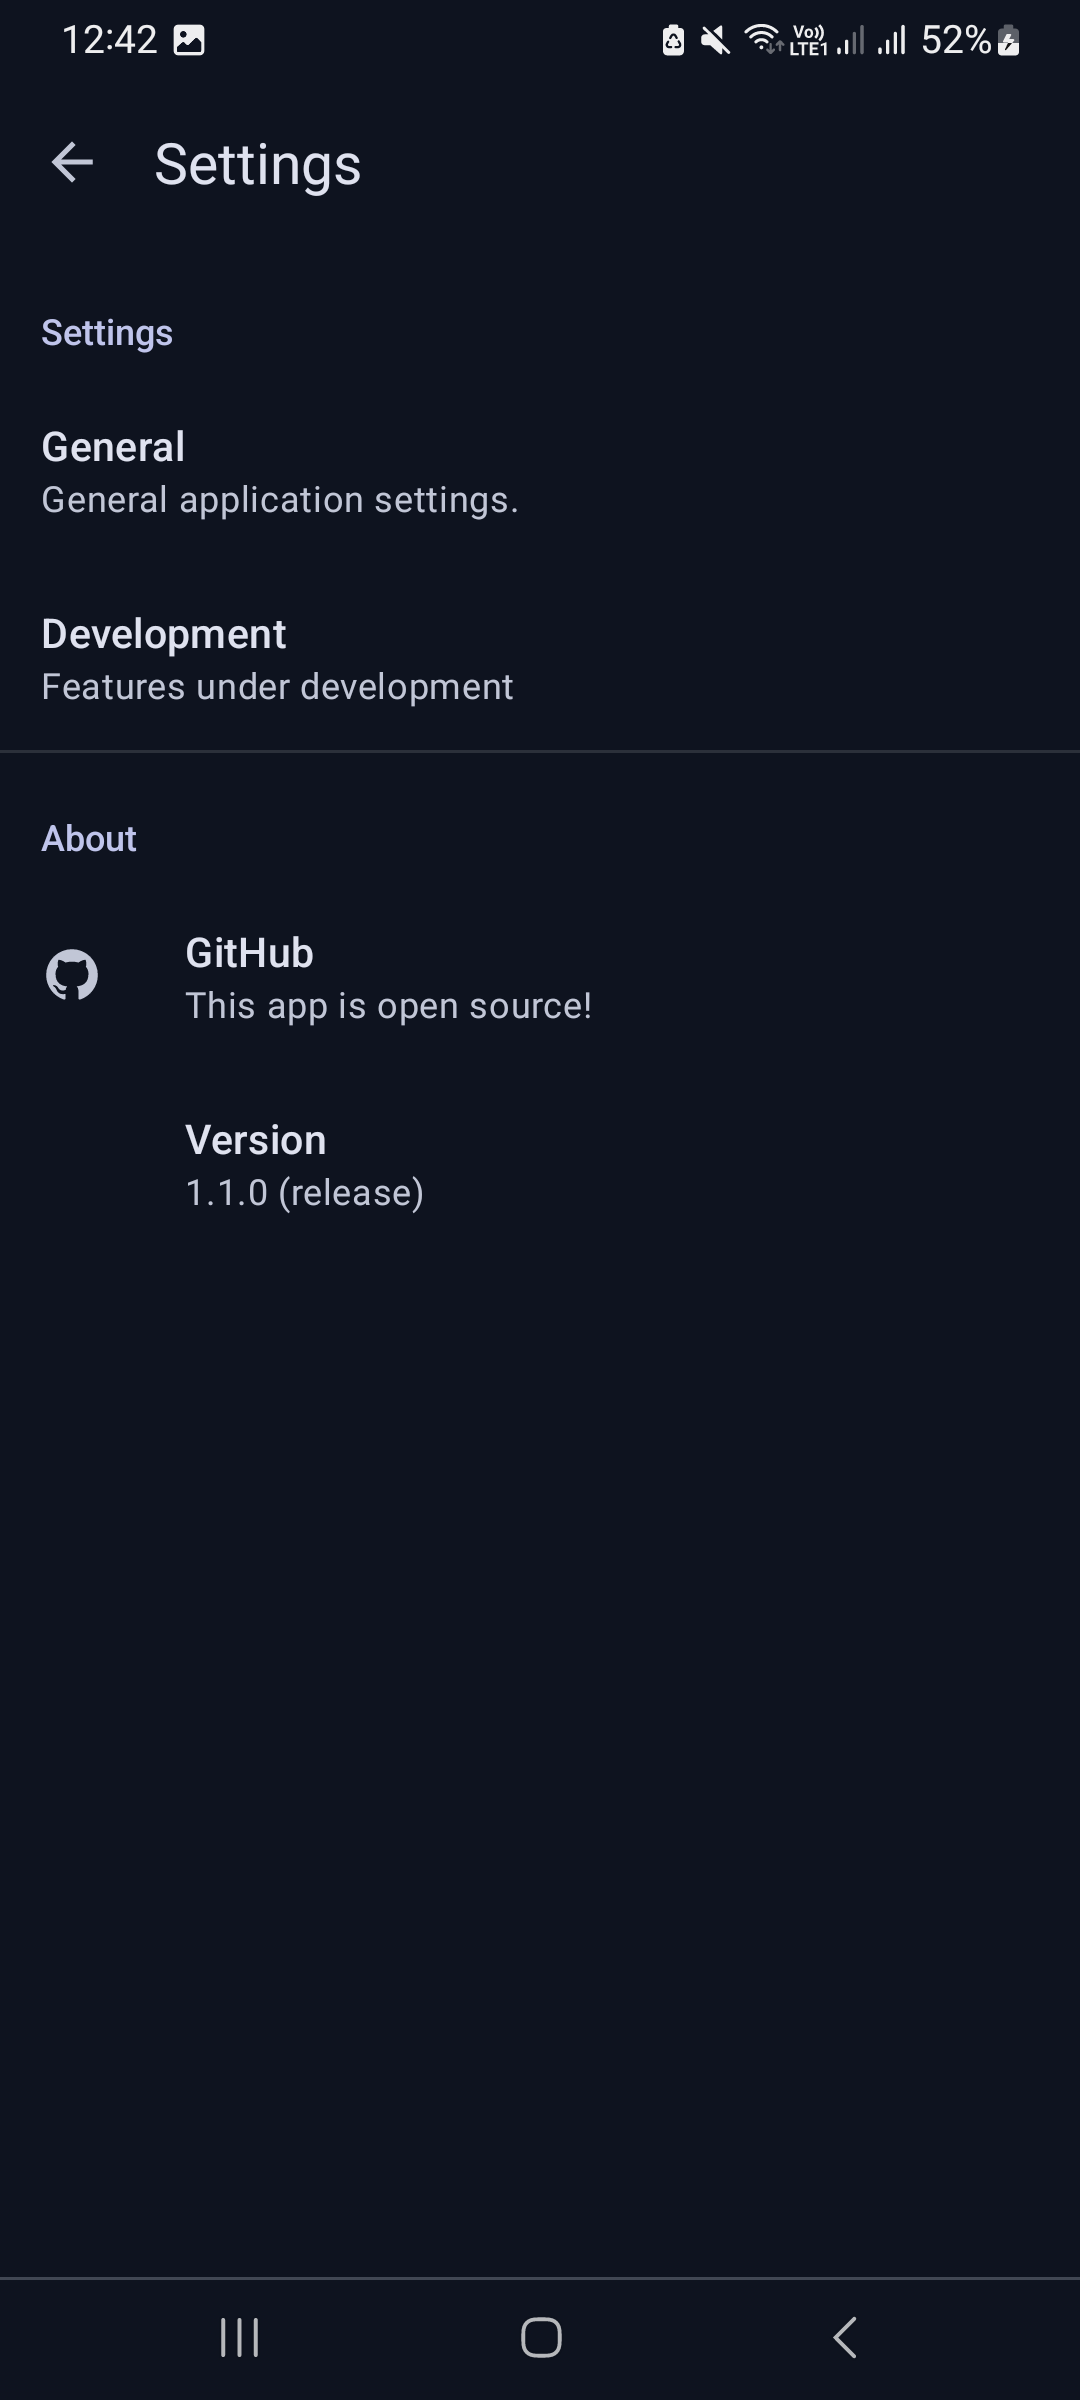 12:42 Vo)) LTE1 52%
Settings
Settings
General
General application settings.
Development
Features under development
About
GitHub
This app is open source!
Version
1.1.0 (release)